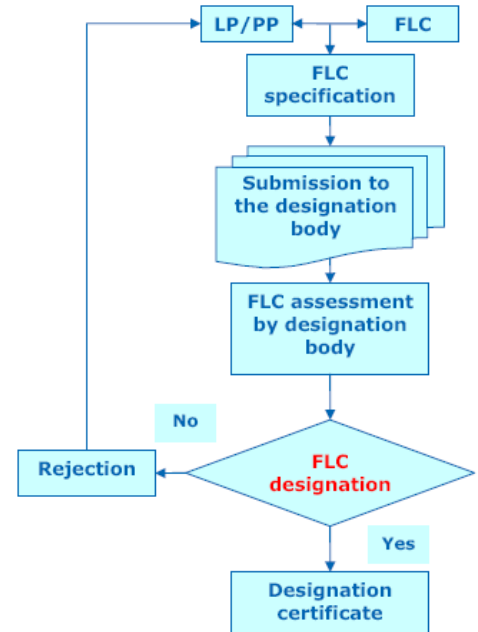 LP/PP
FLC
FLC
specification
Submission to
the designation
body
FLC assessment
by designation
body
No
Rejection
FLC
designation
Yes
Designation
certificate